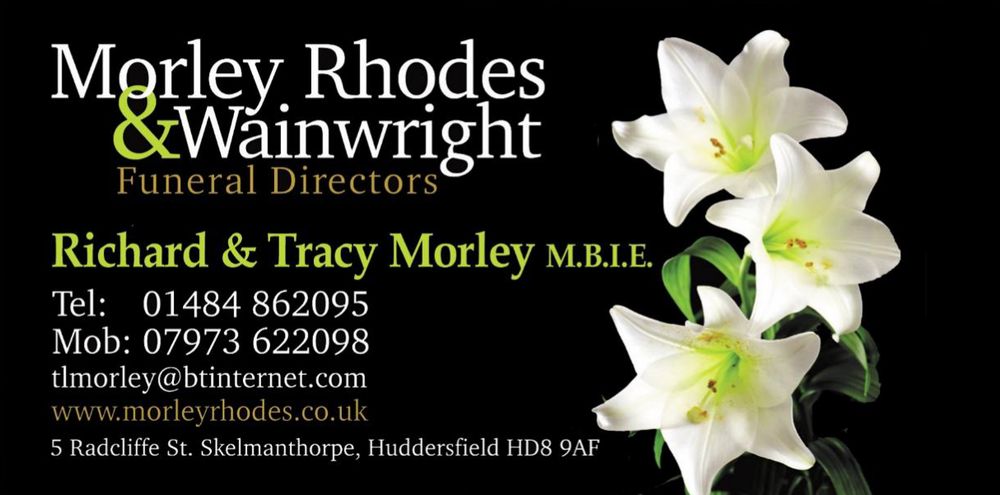 Morley Rhodes
&Wainwright
Funeral Directors
Richard & Tracy Morley M.B.I.E.
Tel: 01484 862095
Mob: 07973 622098
tlmorley@btinternet.com
www.morleyrhodes.co.uk
5 Radcliffe St. Skelmanthorpe, Huddersfield HD8 9AF